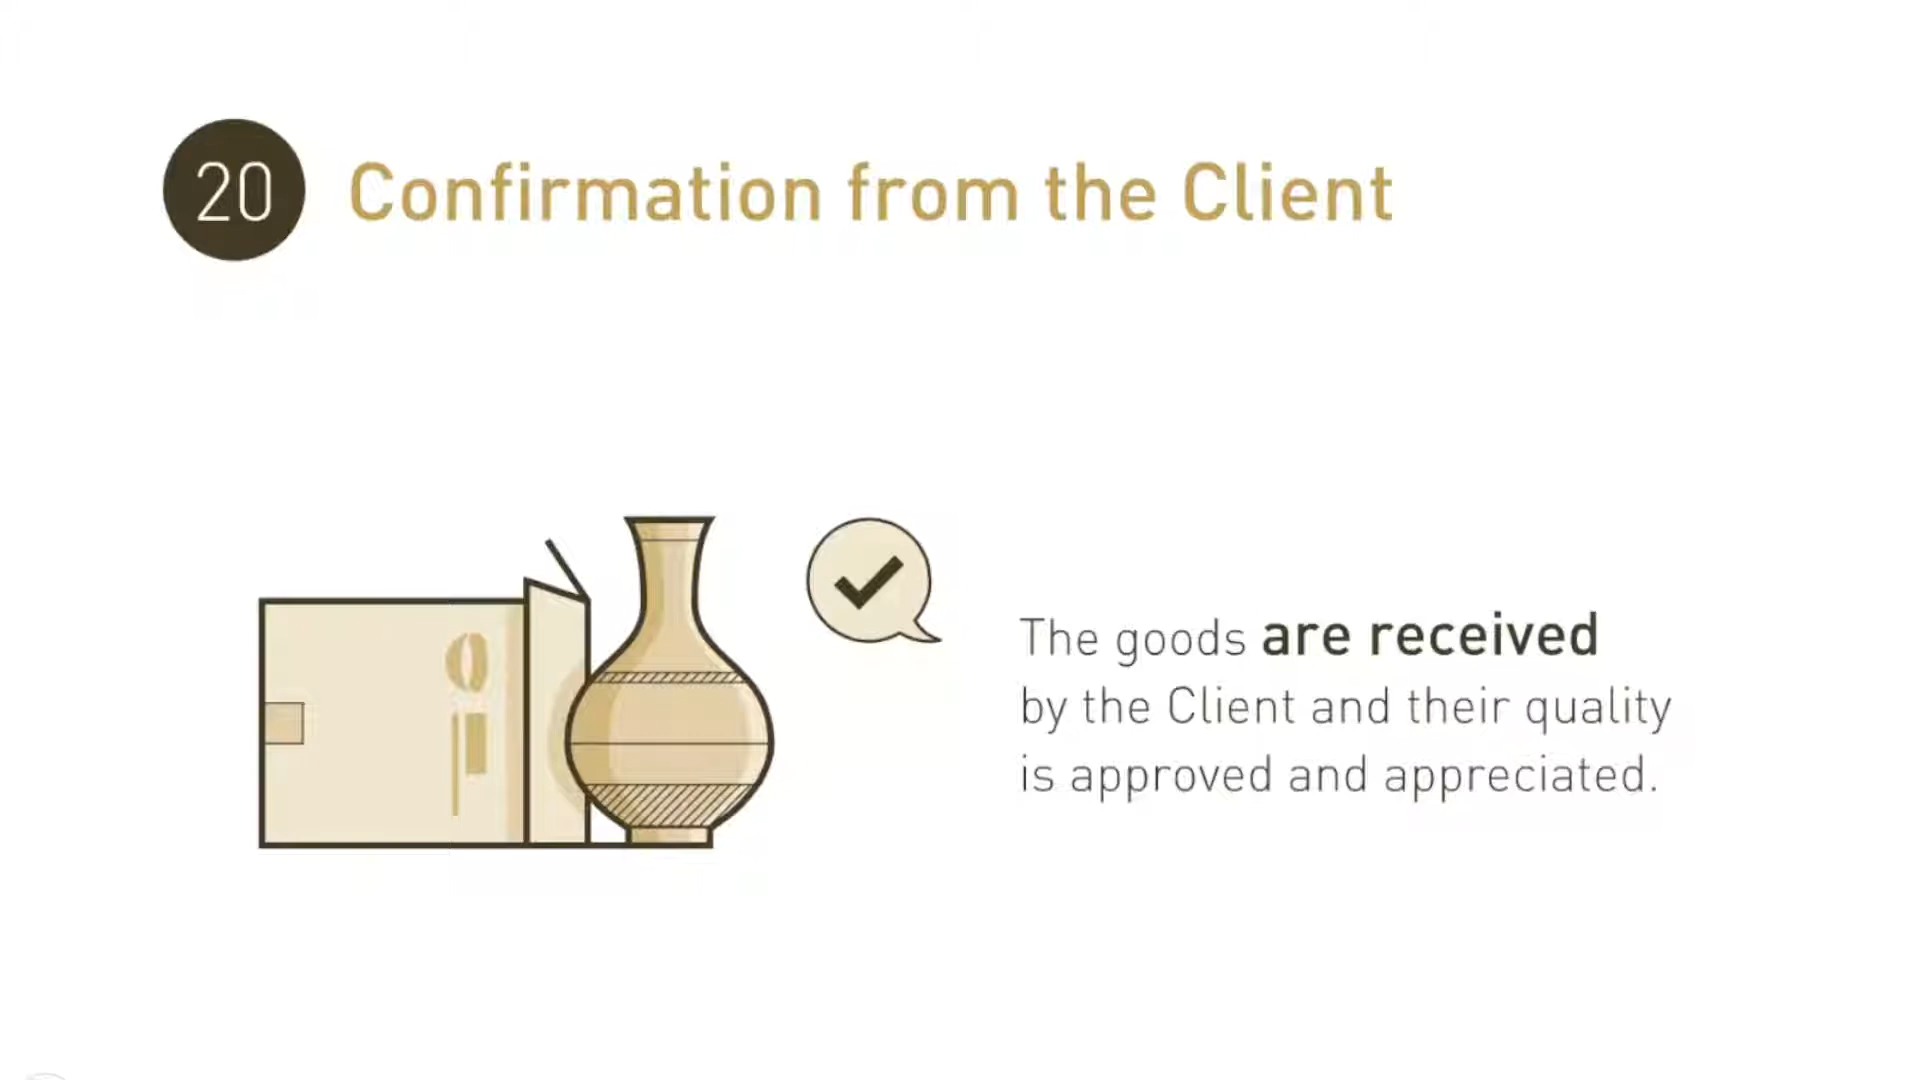 20
Confirmation from the Client
The goods are received
by the Client and their quality
is approved and appreciated.